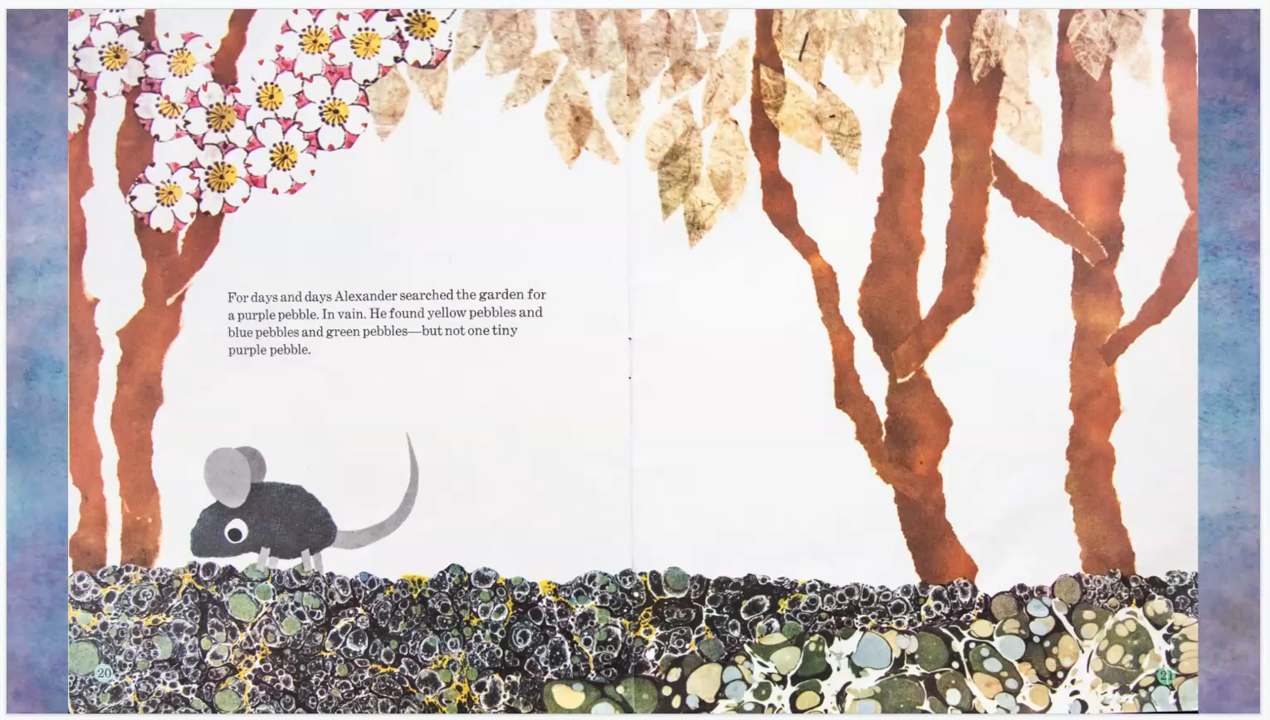 For days and days Alexander searched the garden for
a purple pebble. In vain. He found yellow pebbles and
blue pebbles and green pebbles—but not one tiny
purple pebble.
20
21